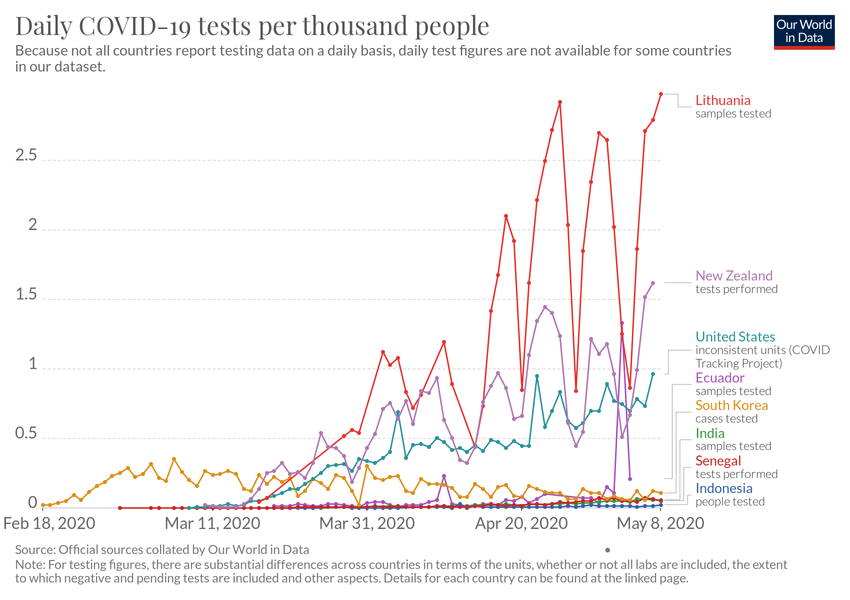 Daily COVID-19 tests per thousand people
Our World
in Data
Because not all countries report testing data on a daily basis, daily test figures are not available for some countries
in our dataset.
Lithuania
samples tested
2.5
2
New Zealand
tests performed
1.5
United States
inconsistent units (COVID
Tracking Project)
1
Ecuador
samples tested
South Korea
cases tested
0.5
India
samples tested
Senegal
tests performed
Indonesia
people tested
0
Feb 18, 2020
Mar 11, 2020
Mar 31, 2020
Apr 20, 2020
May 8, 2020
Source: Official sources collated by Our World in Data
Note: For testing figures, there are substantial differences across countries in terms of the units, whether or not all labs are included, the extent
to which negative and pending tests are included and other aspects. Details for each country can be found at the linked page.